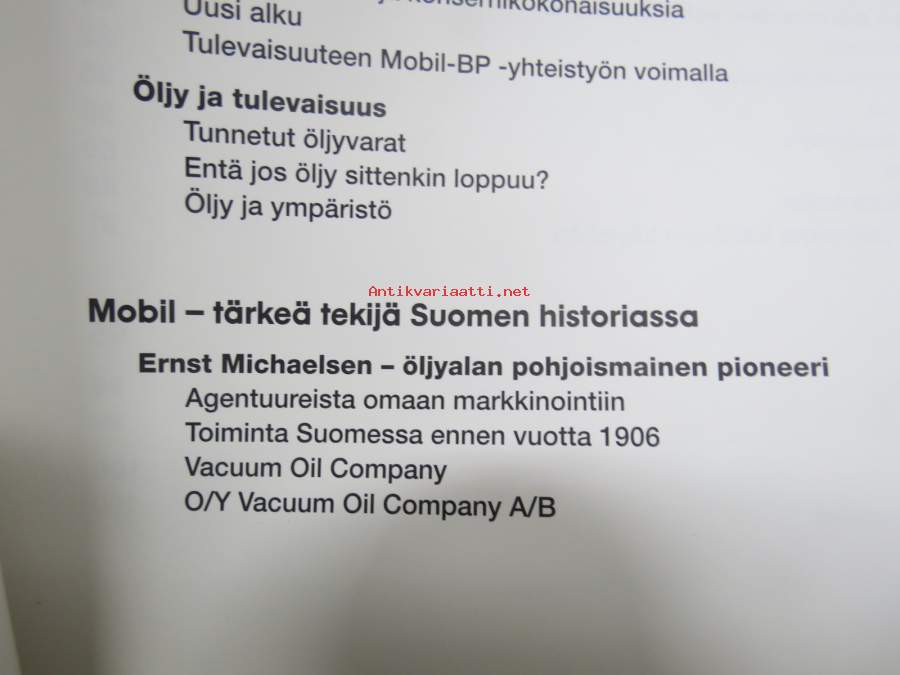 konsernikokonaisuuksia
Uusi alku
Tulevaisuuteen Mobil-BP -yhteistyön voimalla
Öljy ja tulevaisuus
Tunnetut öljyvarat
Entä jos öljy sittenkin loppuu?
Öljy ja ympäristö
Antikvariaatti.net
Mobil – tärkeä tekijä Suomen historiassa
Ernst Michaelsen – öljyalan pohjoismainen pioneeri
Agentuureista omaan markkinointiin
Toiminta Suomessa ennen vuotta 1906
Vacuum Oil Company
O/Y Vacuum Oil Company A/B